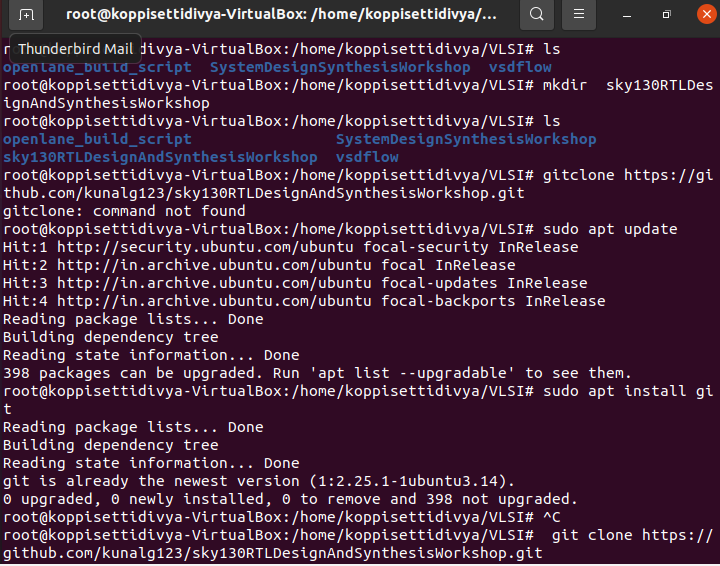 root@koppisettidivya-VirtualBox: /home/koppisettidivya/...
Thunderbird Mail
divya-VirtualBox:/home/koppisettidivya/VLSI# ls
openlane_build_script  SystemDesignSynthesisWorkshop  vsdflow
root@koppisettidivya-VirtualBox:/home/koppisettidivya/VLSI# mkdir  sky130RTLDes
ignAndSynthesisWorkshop
root@koppisettidivya-VirtualBox:/home/koppisettidivya/VLSI# ls
openlane_build_script                SystemDesignSynthesisWorkshop
sky130RTLDesignAndSynthesisWorkshop  vsdflow
root@koppisettidivya-VirtualBox:/home/koppisettidivya/VLSI# gitclone https://gi
thub.com/kunalg123/sky130RTLDesignAndSynthesisWorkshop.git
gitclone: command not found
root@koppisettidivya-VirtualBox:/home/koppisettidivya/VLSI# sudo apt update
Hit:1 http://security.ubuntu.com/ubuntu focal-security InRelease
Hit:2 http://in.archive.ubuntu.com/ubuntu focal InRelease
Hit:3 http://in.archive.ubuntu.com/ubuntu focal-updates InRelease
Hit:4 http://in.archive.ubuntu.com/ubuntu focal-backports InRelease
Reading package lists... Done
Building dependency tree
Reading state information... Done
398 packages can be upgraded. Run 'apt list --upgradable' to see them.
root@koppisettidivya-VirtualBox:/home/koppisettidivya/VLSI# sudo apt install gi
t
Reading package lists... Done
Building dependency tree
Reading state information... Done
git is already the newest version (1:2.25.1-1ubuntu3.14).
0 upgraded, 0 newly installed, 0 to remove and 398 not upgraded.
root@koppisettidivya-VirtualBox:/home/koppisettidivya/VLSI# ^C
root@koppisettidivya-VirtualBox:/home/koppisettidivya/VLSI#  git clone https://
github.com/kunalg123/sky130RTLDesignAndSynthesisWorkshop.git